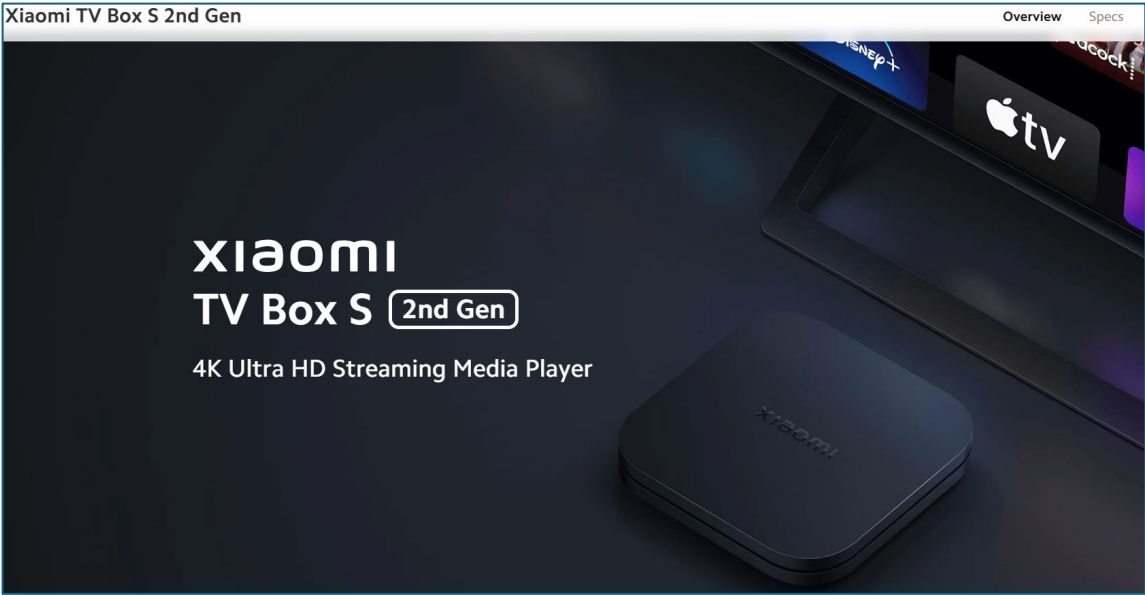 Xiaomi TV Box S 2nd Gen
Overview Specs
DISNEY+
tv
xiaomi
TV Box S 2nd Gen
4K Ultra HD Streaming Media Player
xiaomi